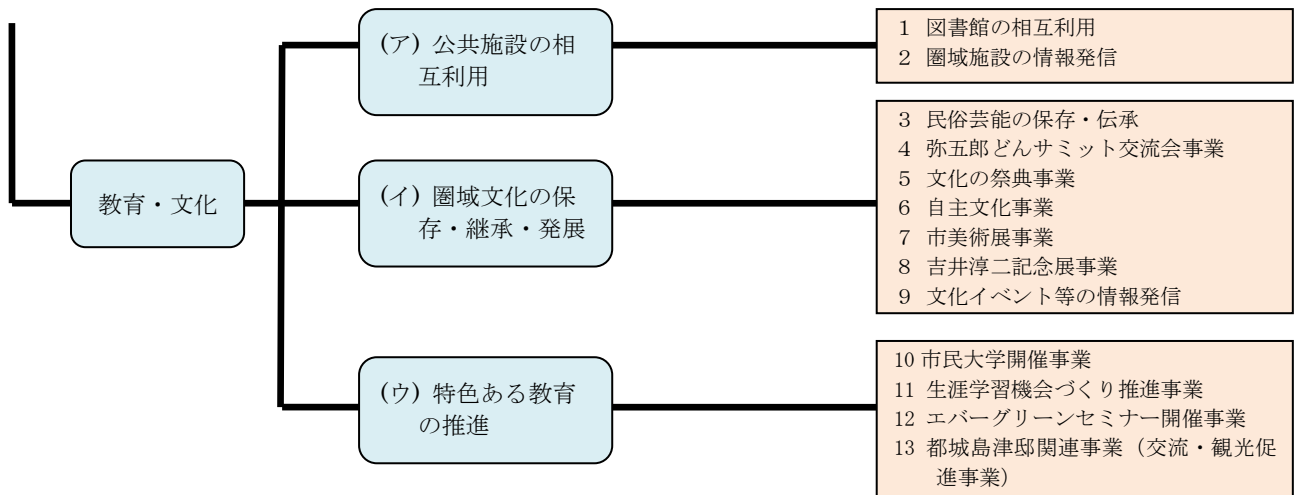 教育・文化
(ア) 公共施設の相
互利用
1 図書館の相互利用
2 圏域施設の情報発信
(イ) 圏域文化の保
存・継承・発展
3 民俗芸能の保存・伝承
4 弥五郎どんサミット交流会事業
5 文化の祭典事業
6 自主文化事業
7 市美術展事業
8 吉井淳二記念展事業
9 文化イベント等の情報発信
(ウ) 特色ある教育
の推進
10 市民大学開催事業
11 生涯学習機会づくり推進事業
12 エバーグリーンセミナー開催事業
13 都城島津邸関連事業（交流・観光促
進事業）